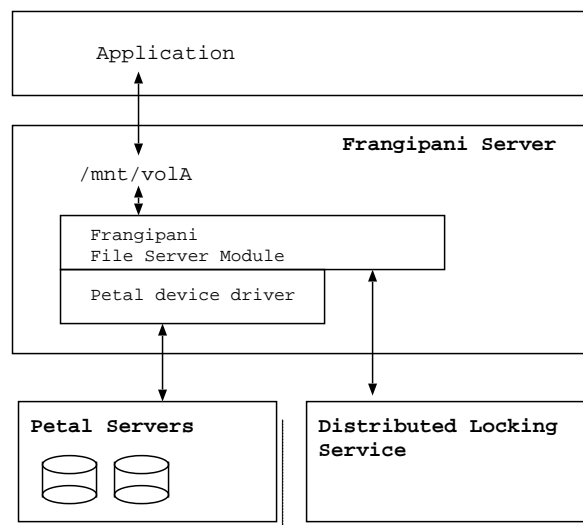 Application
Frangipani Server
/mnt/volA
Frangipani
File Server Module
Petal device driver
Petal Servers
Distributed Locking
Service